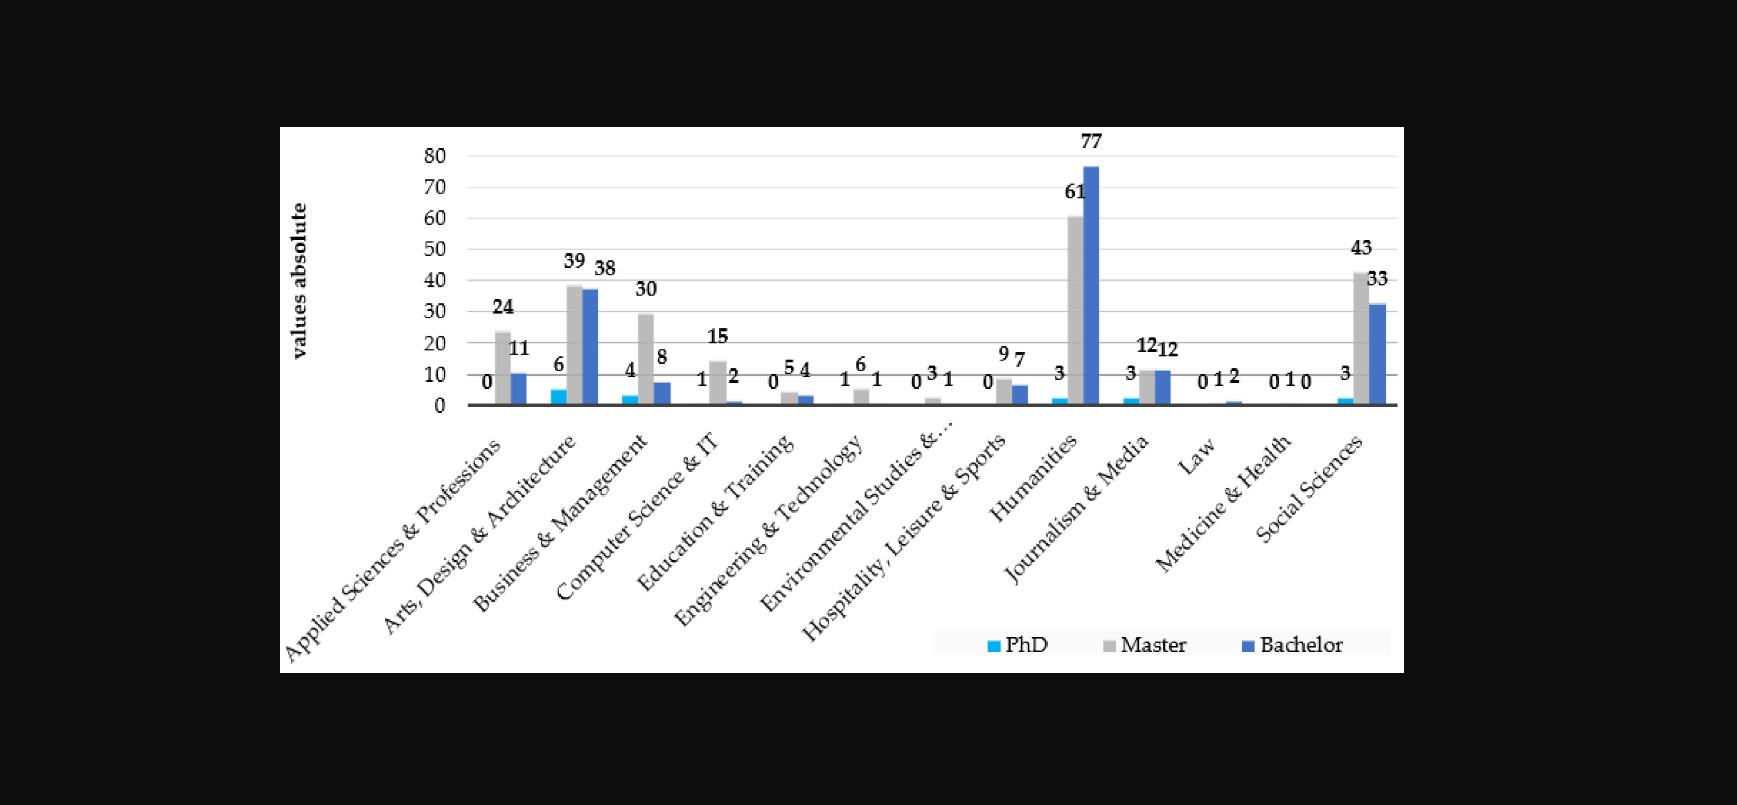 77
80
70
61
60
50
43
39
38
33
40
30
30
24
20
15
11
12
12
10
0
6
4
8
1
2
0
5
4
1
6
1
0
3
1
0
9
7
3
3
0
1
2
0
1
0
3
0
values absolute
Applied Sciences & Professions
Arts, Design & Architecture
Business & Management
Computer Science & IT
Education & Training
Engineering & Technology
Environmental Studies &...
Hospitality, Leisure & Sports
Humanities
Journalism & Media
Law
Medicine & Health
Social Sciences
PhD
Master
Bachelor